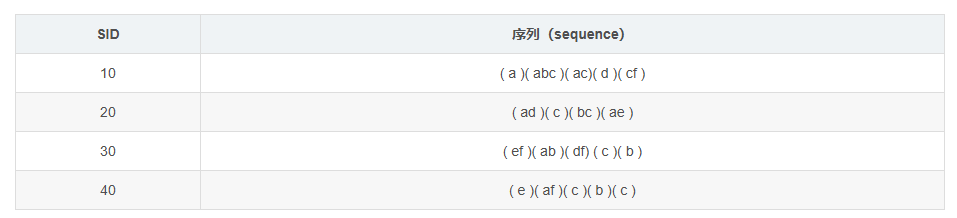 SID 序列（sequence）
10 ( a )( abc )( ac)( d )( cf )
20 ( ad )( c )( bc )( ae )
30 ( ef )( ab )( df) ( c )( b )
40 ( e )( af )( c )( b )( c )